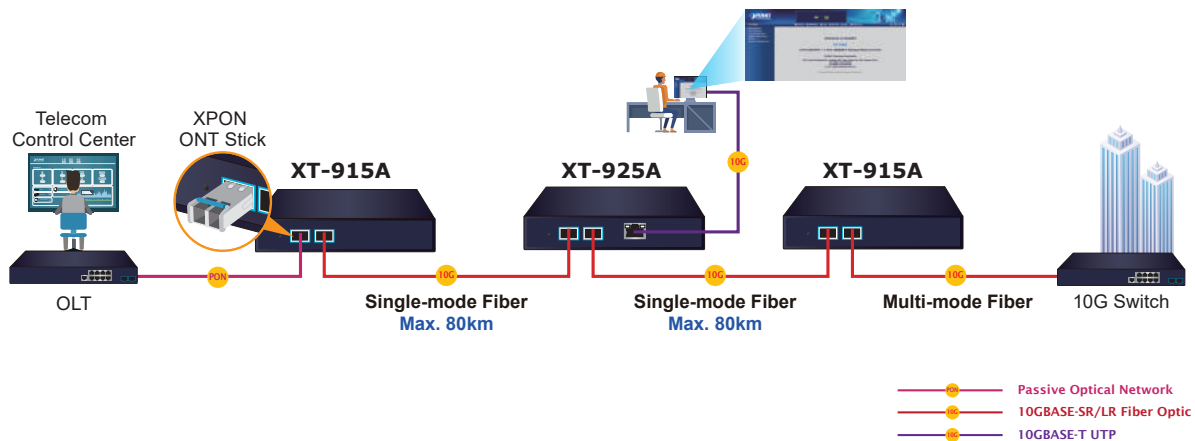 Telecom
Control Center
XPON
ONT Stick
XT-915A
XT-925A
XT-915A
10G
PON
10G
10G
10G
OLT
Single-mode Fiber
Max. 80km
Single-mode Fiber
Max. 80km
Multi-mode Fiber
10G Switch
PON
Passive Optical Network
10G
10GBASE-SR/LR Fiber Optic
10G
10GBASE-T UTP